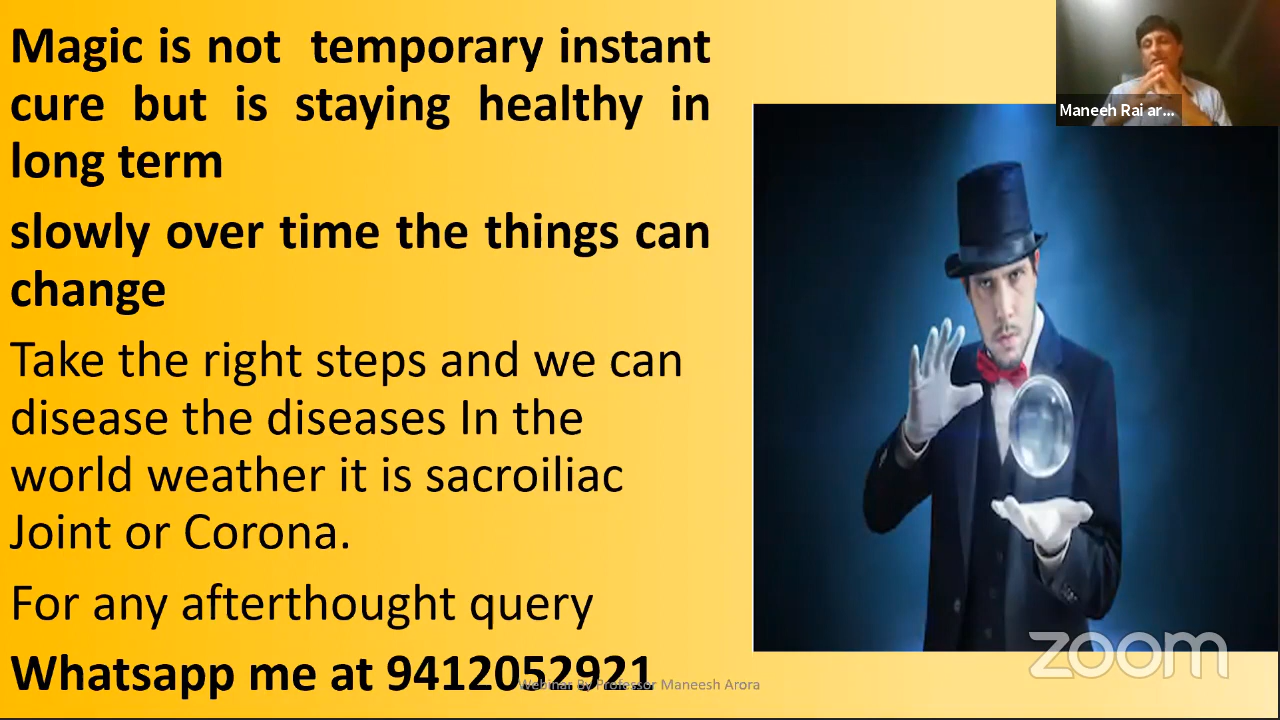 Magic is not temporary instant
cure but is staying healthy in
long term
slowly over time the things can
change
Take the right steps and we can
disease the diseases In the
world weather it is sacroiliac
Joint or Corona.
For any afterthought query
Whatsapp me at 9412052921
Webinar By Professor Maneesh Arora
Maneeh Rai ar...
zoom